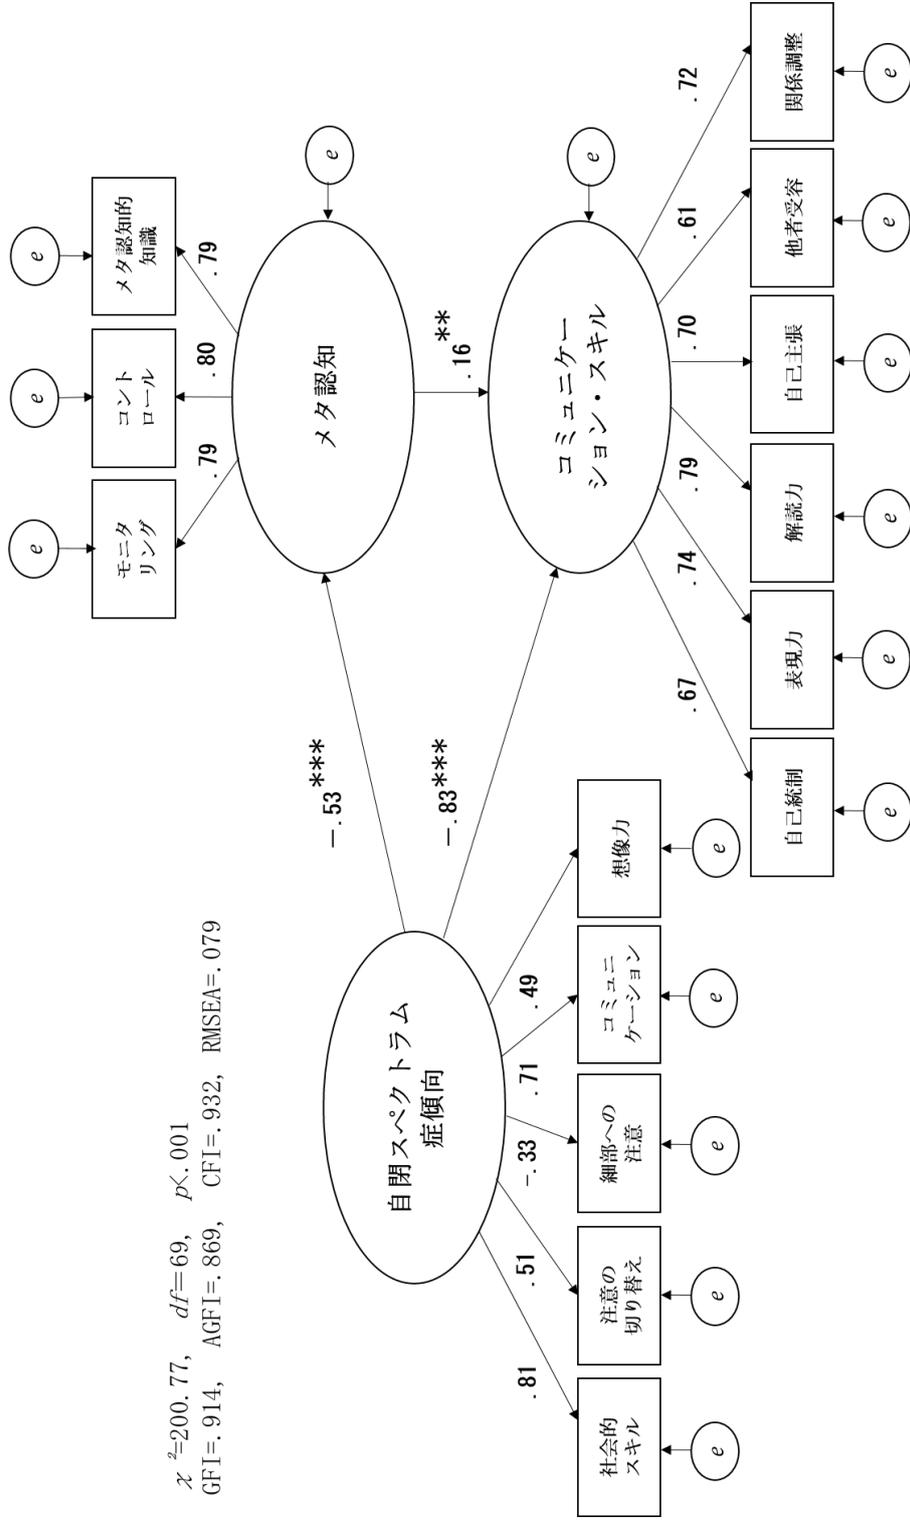 χ ²=200.77, df=69, p<.001
GFI=.914, AGFI=.869, CFI=.932, RMSEA=.079
e
e
e
モニタ
リング
コント
ロール
メタ認知的
知識
.79
.80
.79
メタ認知
e
−.53***
.16
**
−.83***
自閉スペクトラム
症傾向
コミュニケー
ション・スキル
e
.81
.51
−.33
.71
.49
社会的
スキル
注意の
切り替え
細部への
注意
コミュニ
ケーション
想像力
e
e
e
e
e
.67
.74
.79
.70
.61
.72
自己統制
表現力
解読力
自己主張
他者受容
関係調整
e
e
e
e
e
e